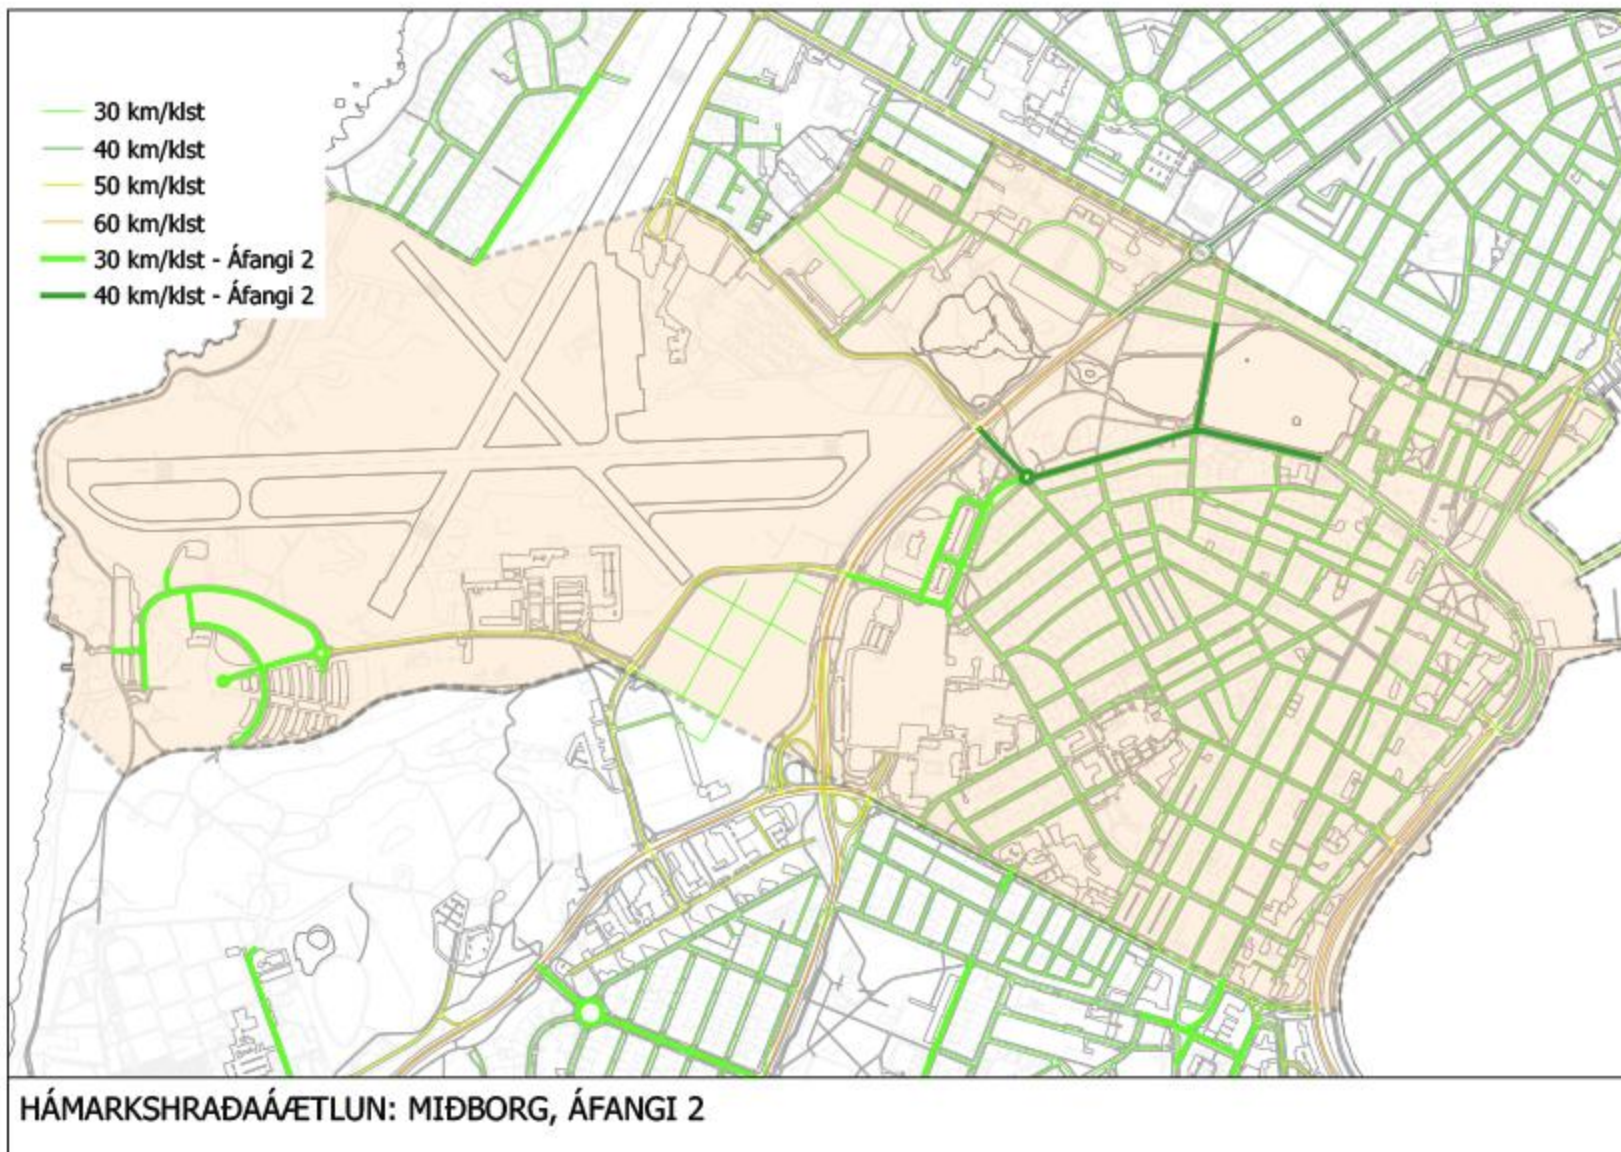 30 km/klst
40 km/klst
50 km/klst
60 km/klst
30 km/klst - Áfangi 2
40 km/klst - Áfangi 2
HÁMARKSHRAÐAÁÆTLUN: MIÐBORG, ÁFANGI 2